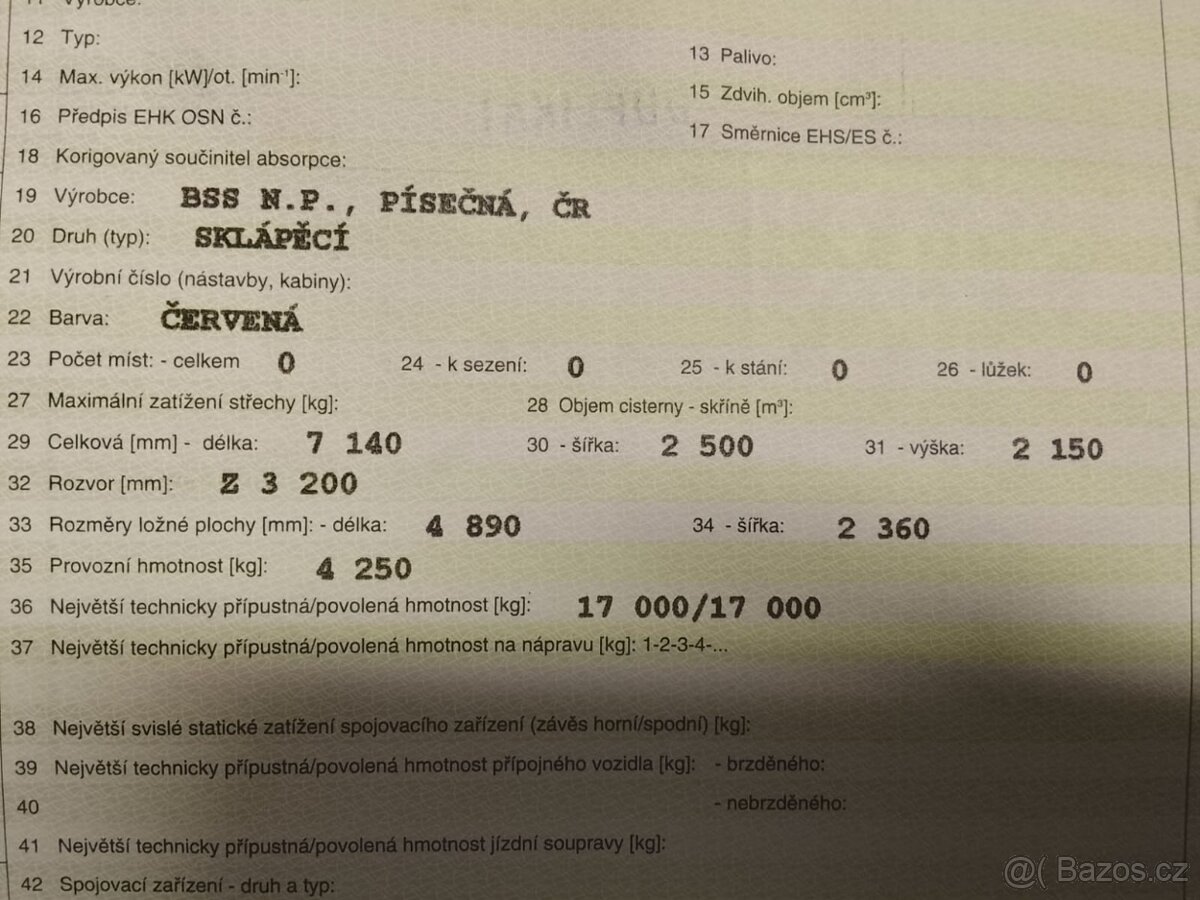 11 Výrobce:
12 Typ:
13 Palivo:
14 Max. výkon [kW]/ot. [min⁻¹]:
15 Zdvih. objem [cm³]:
16 Předpis EHK OSN č.:
17 Směrnice EHS/ES č.:
18 Korigovaný součinitel absorpce:
19 Výrobce: BSS N.P., PÍSEČNÁ, ČR
20 Druh (typ): SKLÁPĚCÍ
21 Výrobní číslo (nástavby, kabiny):
22 Barva: ČERVENÁ
23 Počet míst: - celkem 0 24 - k sezení: 0 25 - k stání: 0 26 - lůžek: 0
27 Maximální zatížení střechy [kg]: 28 Objem cisterny - skříně [m³]:
29 Celková [mm] - délka: 7 140 30 - šířka: 2 500 31 - výška: 2 150
32 Rozvor [mm]: Z 3 200
33 Rozměry ložné plochy [mm]: - délka: 4 890 34 - šířka: 2 360
35 Provozní hmotnost [kg]: 4 250
36 Největší technicky přípustná/povolená hmotnost [kg]: 17 000/17 000
37 Největší technicky přípustná/povolená hmotnost na nápravu [kg]: 1-2-3-4-...
38 Největší svislé statické zatížení spojovacího zařízení (závěs horní/spodní) [kg]:
39 Největší technicky přípustná/povolená hmotnost přípojného vozidla [kg]: - brzděného:
40 - nebrzděného:
41 Největší technicky přípustná/povolená hmotnost jízdní soupravy [kg]:
42 Spojovací zařízení - druh a typ:
@( Bazos.cz